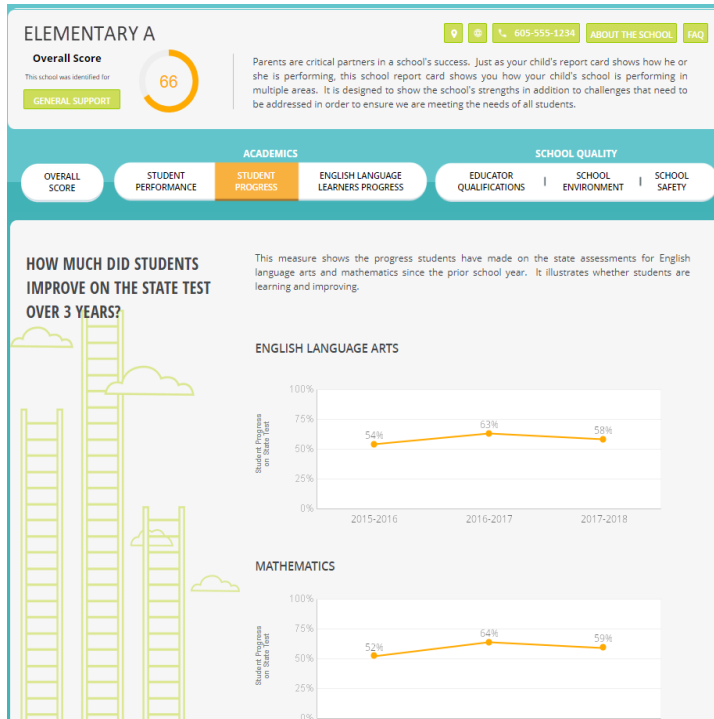 ELEMENTARY A
605-555-1234
ABOUT THE SCHOOL
FAQ
Overall Score
This school was identified for
GENERAL SUPPORT
66
Parents are critical partners in a school's success. Just as your child's report card shows how he or
she is performing, this school report card shows you how your child's school is performing in
multiple areas. It is designed to show the school's strengths in addition to challenges that need to
be addressed in order to ensure we are meeting the needs of all students.
ACADEMICS
SCHOOL QUALITY
OVERALL
SCORE
STUDENT
PERFORMANCE
STUDENT
PROGRESS
ENGLISH LANGUAGE
LEARNERS PROGRESS
EDUCATOR
QUALIFICATIONS
SCHOOL
ENVIRONMENT
SCHOOL
SAFETY
HOW MUCH DID STUDENTS
IMPROVE ON THE STATE TEST
OVER 3 YEARS?
This measure shows the progress students have made on the state assessments for English
language arts and mathematics since the prior school year. It illustrates whether students are
learning and improving.
ENGLISH LANGUAGE ARTS
Student Progress
on State Test
100%
75%
50%
25%
0%
54%
63%
58%
2015-2016
2016-2017
2017-2018
MATHEMATICS
Student Progress
on State Test
100%
75%
50%
25%
0%
52%
64%
59%